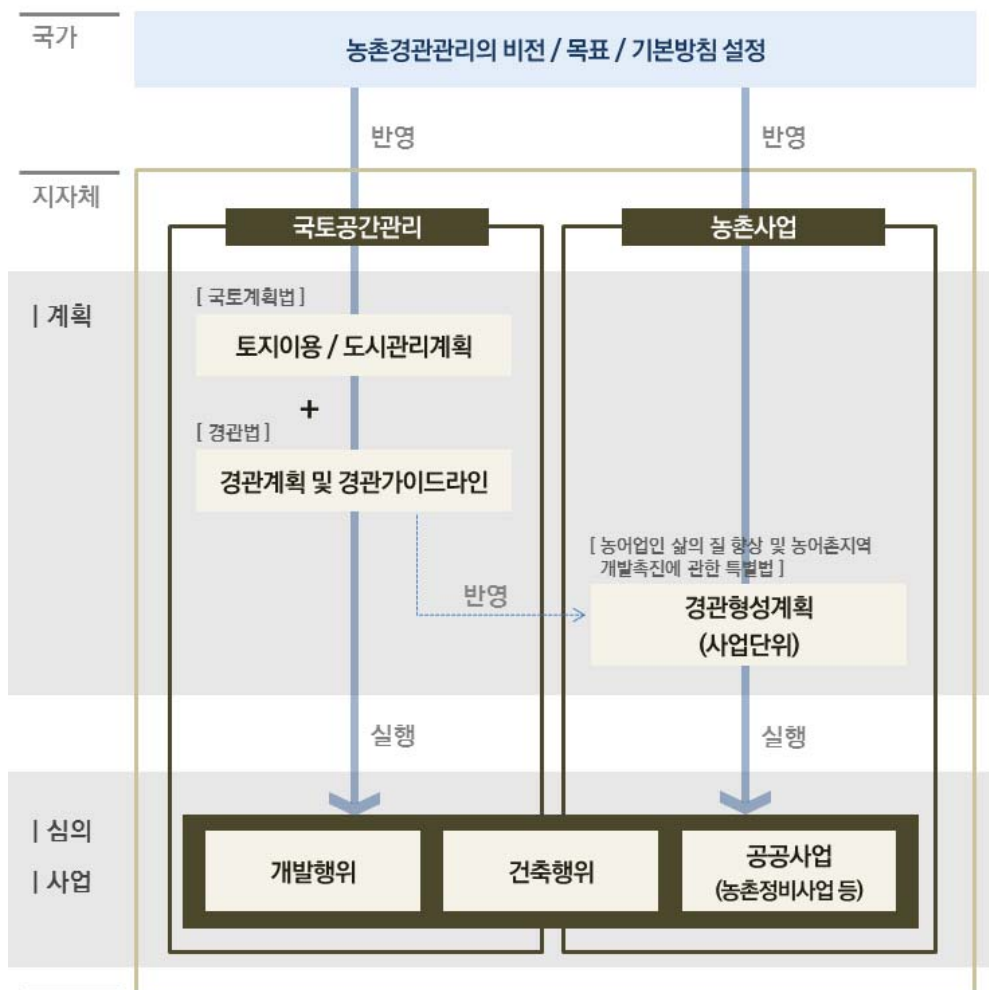 국가
농촌경관관리의 비전 / 목표 / 기본방침 설정
반영
반영
지자체
국토공간관리
농촌사업
| 계획
[ 국토계획법 ]
토지이용 / 도시관리계획
+
[ 경관법 ]
경관계획 및 경관가이드라인
[ 농어업인 삶의 질 향상 및 농어촌지역
개발촉진에 관한 특별법 ]
반영
경관형성계획
(사업단위)
실행
실행
| 심의
| 사업
개발행위
건축행위
공공사업
(농촌정비사업 등)